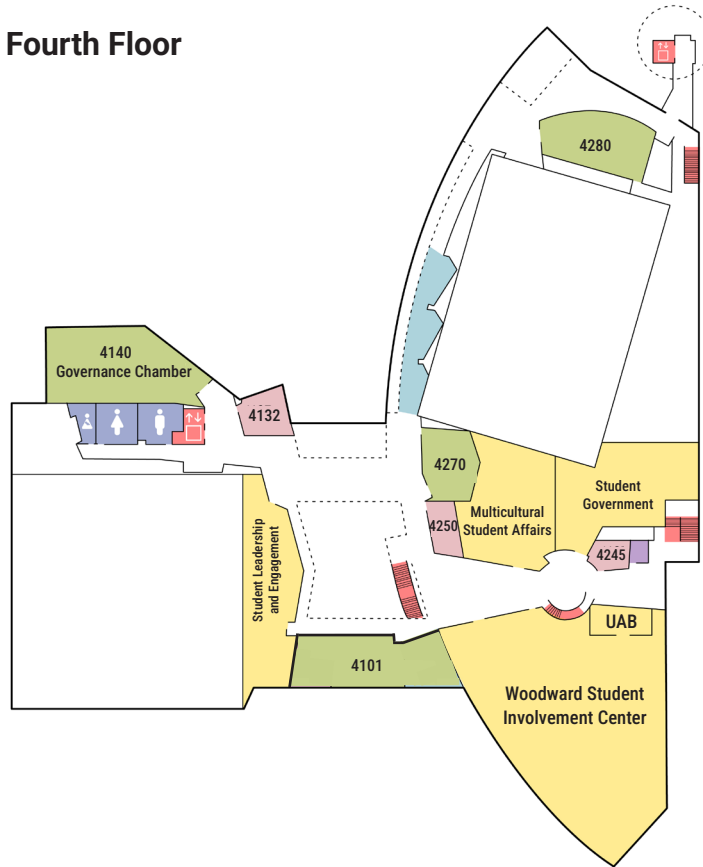 Fourth Floor
4280
4140
Governance Chamber
4132
4270
Student
Government
Multicultural
Student Affairs
4250
4245
Student Leadership
and Engagement
UAB
4101
Woodward Student
Involvement Center